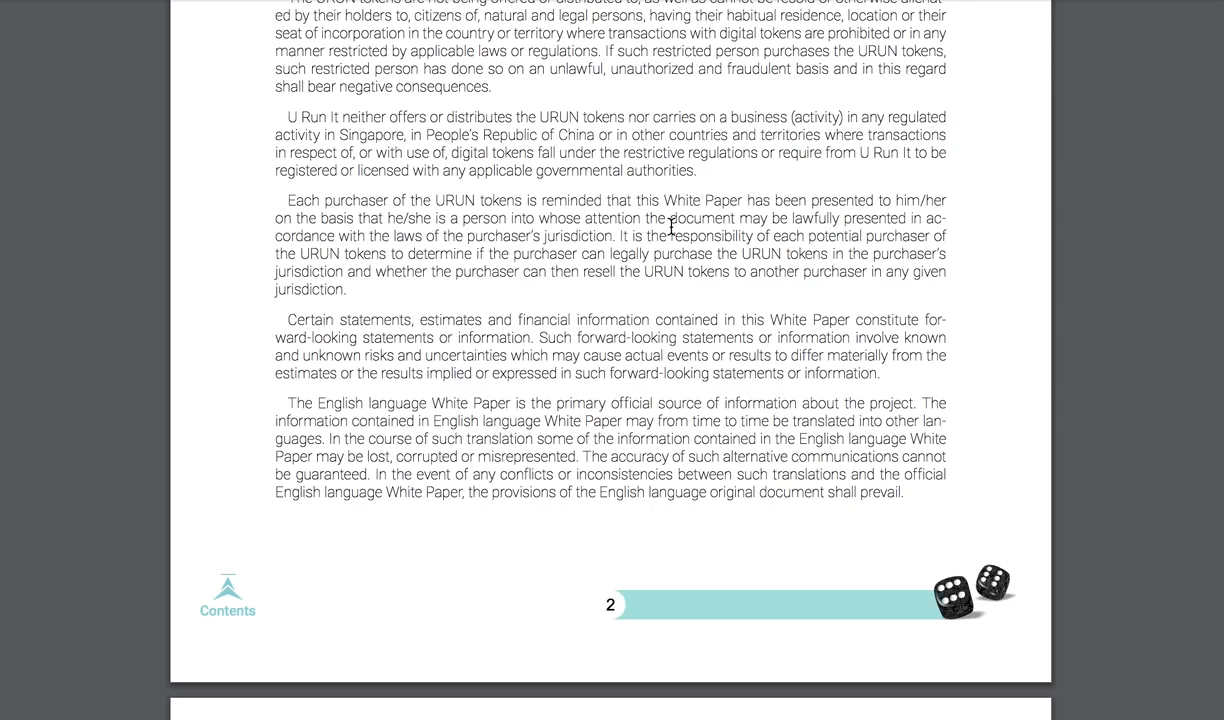 The URUN tokens are not being offered or distributed to, as well as cannot be resold or otherwise alienat-
ed by their holders to, citizens of, natural and legal persons, having their habitual residence, location or their
seat of incorporation in the country or territory where transactions with digital tokens are prohibited or in any
manner restricted by applicable laws or regulations. If such restricted person purchases the URUN tokens,
such restricted person has done so on an unlawful, unauthorized and fraudulent basis and in this regard
shall bear negative consequences.
U Run It neither offers or distributes the URUN tokens nor carries on a business (activity) in any regulated
activity in Singapore, in People's Republic of China or in other countries and territories where transactions
in respect of, or with use of, digital tokens fall under the restrictive regulations or require from U Run It to be
registered or licensed with any applicable governmental authorities.
Each purchaser of the URUN tokens is reminded that this White Paper has been presented to him/her
on the basis that he/she is a person into whose attention the document may be lawfully presented in ac-
cordance with the laws of the purchaser's jurisdiction. It is the responsibility of each potential purchaser of
the URUN tokens to determine if the purchaser can legally purchase the URUN tokens in the purchaser's
jurisdiction and whether the purchaser can then resell the URUN tokens to another purchaser in any given
jurisdiction.
Certain statements, estimates and financial information contained in this White Paper constitute for-
ward-looking statements or information. Such forward-looking statements or information involve known
and unknown risks and uncertainties which may cause actual events or results to differ materially from the
estimates or the results implied or expressed in such forward-looking statements or information.
The English language White Paper is the primary official source of information about the project. The
information contained in English language White Paper may from time to time be translated into other lan-
guages. In the course of such translation some of the information contained in the English language White
Paper may be lost, corrupted or misrepresented. The accuracy of such alternative communications cannot
be guaranteed. In the event of any conflicts or inconsistencies between such translations and the official
English language White Paper, the provisions of the English language original document shall prevail.
Contents
2